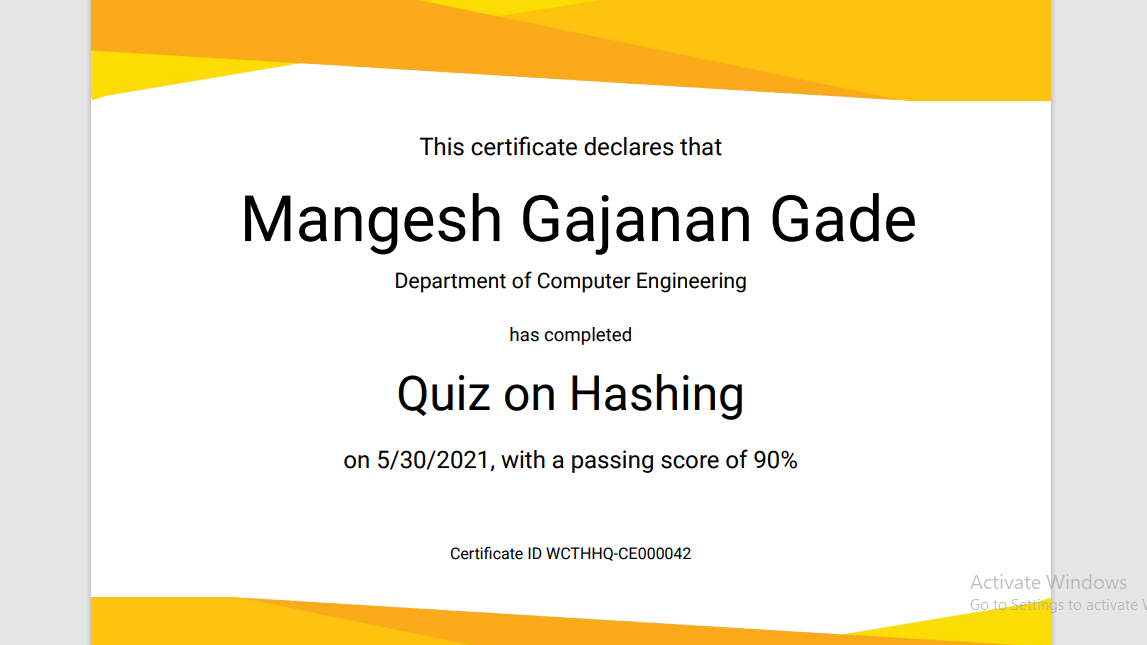 This certificate declares that
Mangesh Gajanan Gade
Department of Computer Engineering
has completed
Quiz on Hashing
on 5/30/2021, with a passing score of 90%
Certificate ID WCTHHQ-CE000042
Activate Windows
Go to Settings to activate